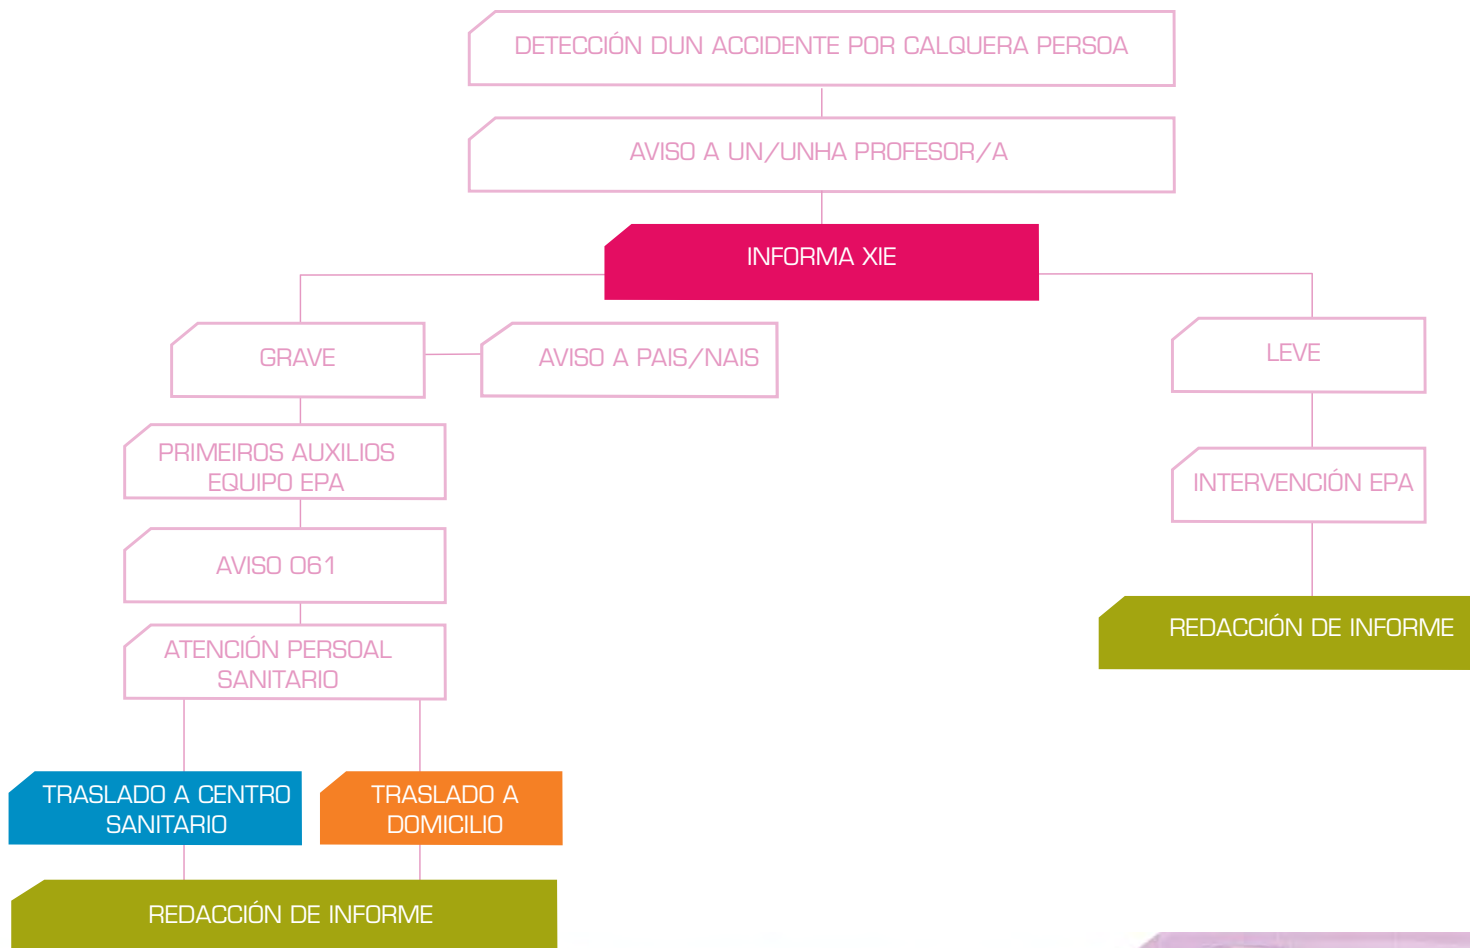 DETECCIÓN DUN ACCIDENTE POR CALQUERA PERSOA
AVISO A UN/UNHA PROFESOR/A
INFORMA XIE
GRAVE
AVISO A PAIS/NAIS
LEVE
PRIMEIROS AUXILIOS
EQUIPO EPA
INTERVENCIÓN EPA
AVISO 061
REDACCIÓN DE INFORME
ATENCIÓN PERSOAL
SANITARIO
TRASLADO A CENTRO
SANITARIO
TRASLADO A
DOMICILIO
REDACCIÓN DE INFORME